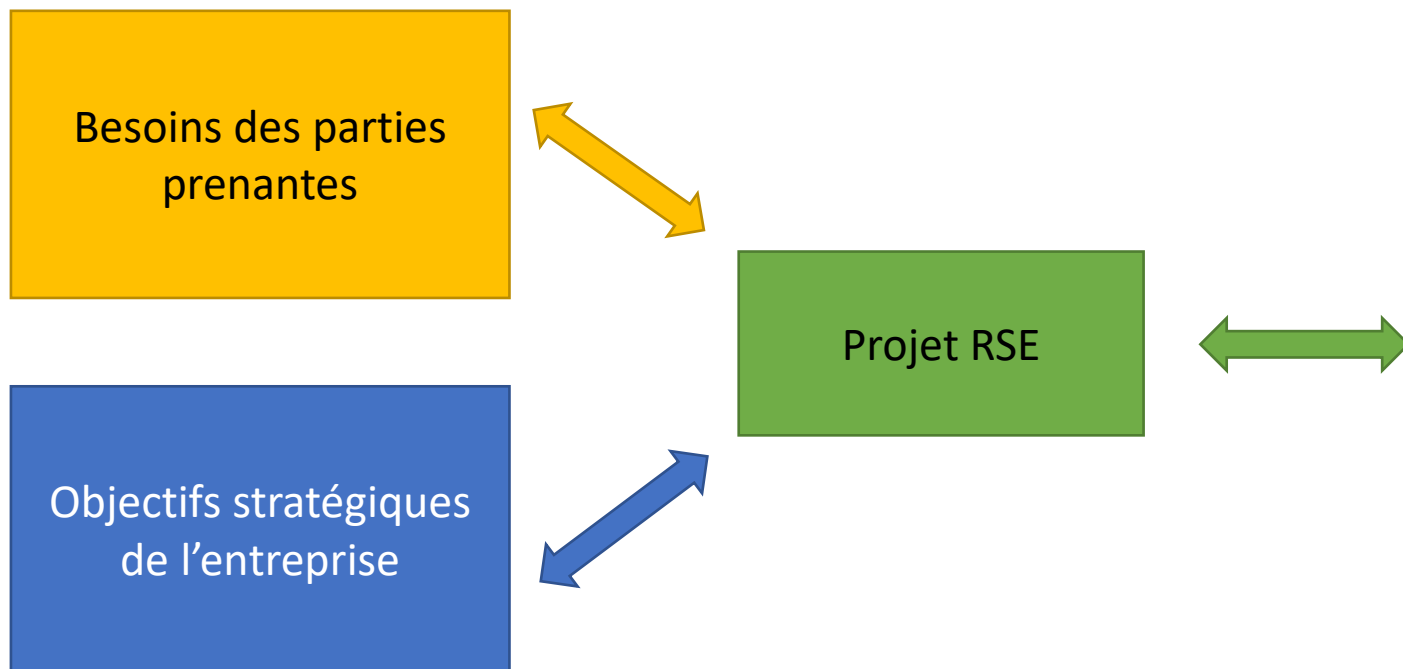 Besoins des parties
prenantes
Projet RSE
Objectifs stratégiques
de l’entreprise